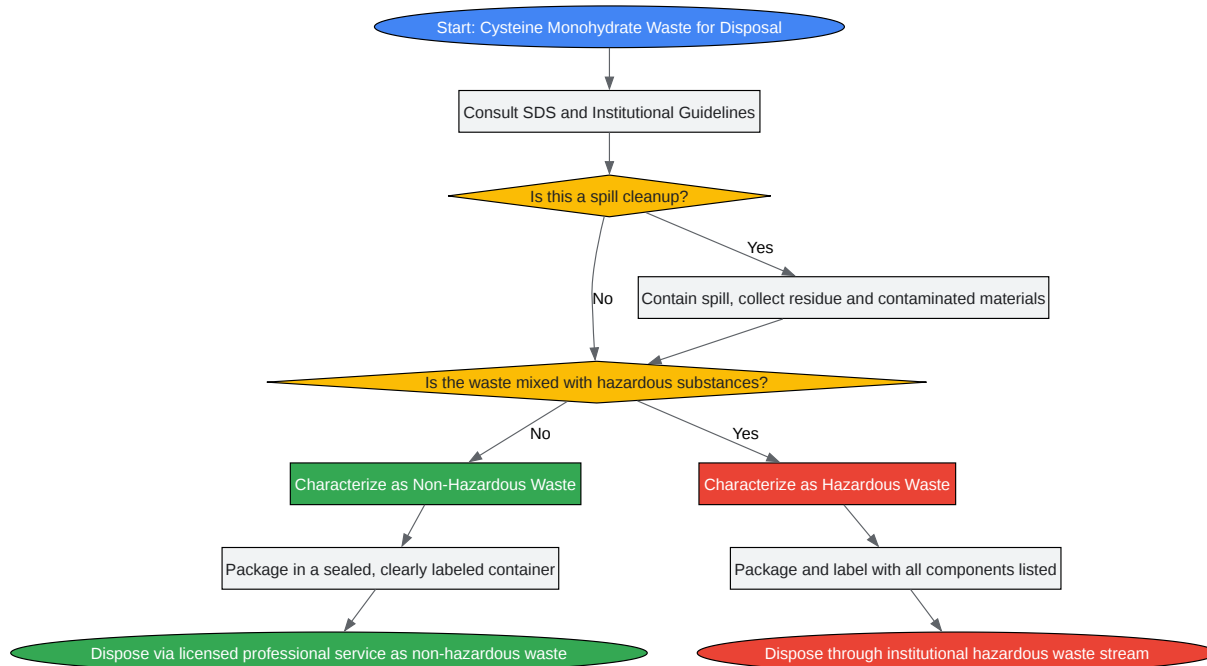 Start: Cysteine Monohydrate Waste for Disposal
Consult SDS and Institutional Guidelines
Is this a spill cleanup?
Yes
No
Contain spill, collect residue and contaminated materials
Is the waste mixed with hazardous substances?
No
Yes
Characterize as Non-Hazardous Waste
Characterize as Hazardous Waste
Package in a sealed, clearly labeled container
Package and label with all components listed
Dispose via licensed professional service as non-hazardous waste
Dispose through institutional hazardous waste stream